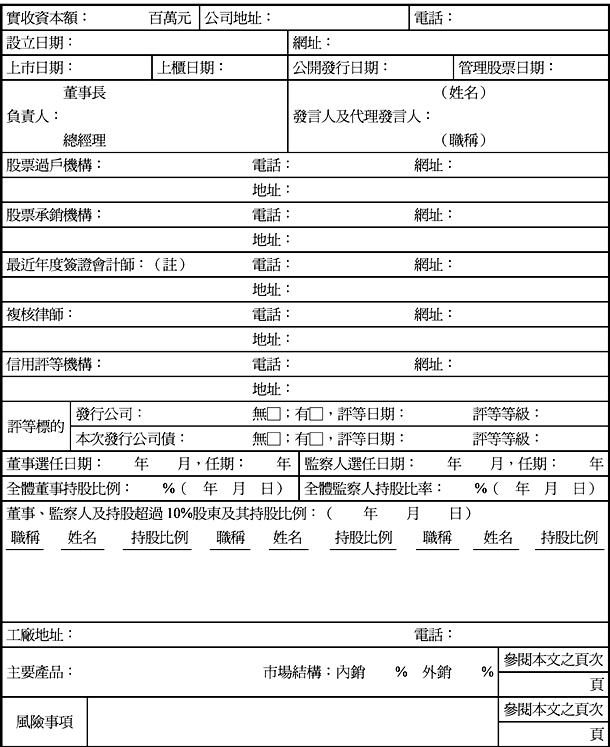 實收資本額： 百萬元 公司地址： 電話：
設立日期： 網址：
上市日期： 上櫃日期： 公開發行日期： 管理股票日期：
董事長 （姓名）
負責人： 發言人及代理發言人：
總經理 （職稱）
股票過戶機構： 電話： 網址：
地址：
股票承銷機構： 電話： 網址：
地址：
最近年度簽證會計師：（註） 電話： 網址：
地址：
複核律師： 電話： 網址：
地址：
信用評等機構： 電話： 網址：
地址：
評等標的 發行公司： 無□；有□，評等日期： 評等等級：
本次發行公司債： 無□；有□，評等日期： 評等等級：
董事選任日期： 年 月，任期： 年 監察人選任日期： 年 月，任期： 年
全體董事持股比例： %（ 年 月 日） 全體監察人持股比率： %（ 年 月 日）
董事、監察人及持股超過 10%股東及其持股比例：（ 年 月 日）
職稱 姓名 持股比例 職稱 姓名 持股比例 職稱 姓名 持股比例
工廠地址： 電話：
主要產品： 市場結構：內銷 % 外銷 % 參閱本文之頁次
頁
風險事項 參閱本文之頁次
頁